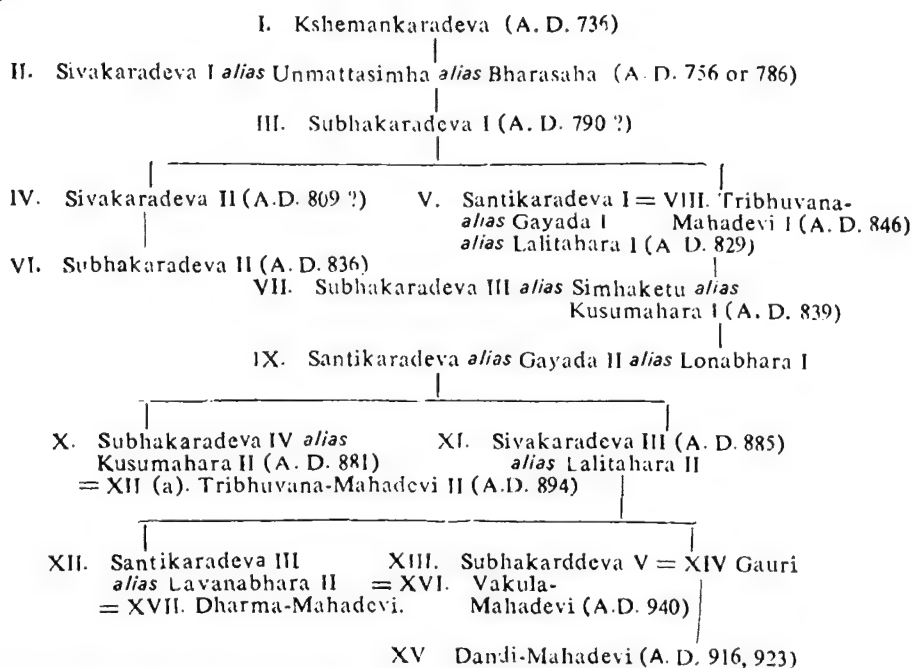 I. Kshemankaradeva (A. D. 736)
II. Sivakaradeva I alias Unmattasimha alias Bharasaha (A. D. 756 or 786)
III. Subhakaradeva I (A. D. 790 ?)
IV. Sivakaradeva II (A.D. 809 ?) V. Santikaradeva I = VIII. Tribhuvana-
alias Gayada I Mahadevi I (A. D. 846)
alias Lalitahara I (A D. 829)
VI. Subhakaradeva II (A. D. 836)
VII. Subhakaradeva III alias Simhaketu alias
Kusumahara I (A. D. 839)
IX. Santikaradeva alias Gayada II alias Lonabhara I
X. Subhakaradeva IV alias XI. Sivakaradeva III (A. D. 885)
Kusumahara II (A. D. 881) alias Lalitahara II
= XII (a). Tribhuvana-Mahadevi II (A.D. 894)
XII. Santikaradeva III XIII. Subhakarddeva V = XIV Gauri
alias Lavanabhara II = XVI. Vakula-
= XVII. Dharma-Mahadevi. Mahadevi (A.D. 940)
XV Dandi-Mahadevi (A. D. 916, 923)